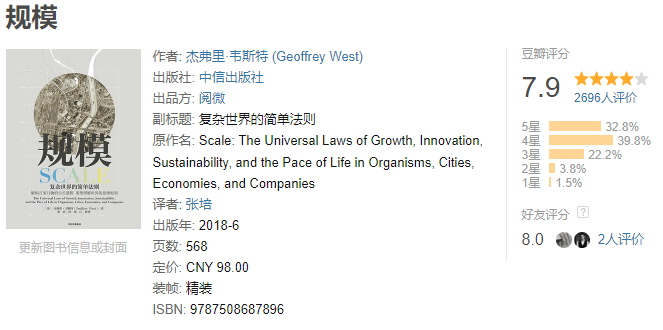 规模
规模
SCALE
复杂世界的简单法则
更新图书信息或封面
作者: 杰弗里·韦斯特 (Geoffrey West)
出版社: 中信出版社
出品方: 阅微
副标题: 复杂世界的简单法则
原作名: Scale: The Universal Laws of Growth, Innovation,
Sustainability, and the Pace of Life in Organisms, Cities,
Economies, and Companies
译者: 张培
出版年: 2018-6
页数: 568
定价: CNY 98.00
装帧: 精装
ISBN: 9787508687896
豆瓣评分
7.9
2696人评价
5星 32.8%
4星 39.8%
3星 22.2%
2星 3.8%
1星 1.5%
好友评分 ?
8.0 2人评价